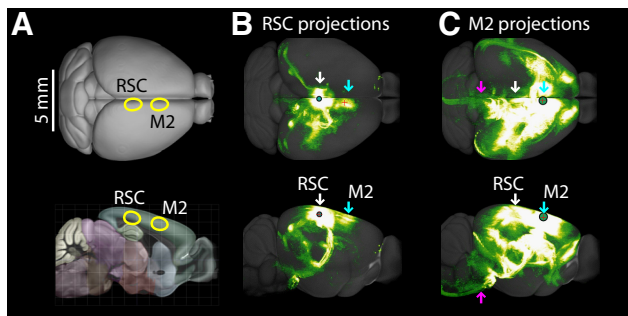 A
B RSC projections
C M2 projections
RSC
M2
5 mm
RSC
M2
RSC
M2
RSC
M2